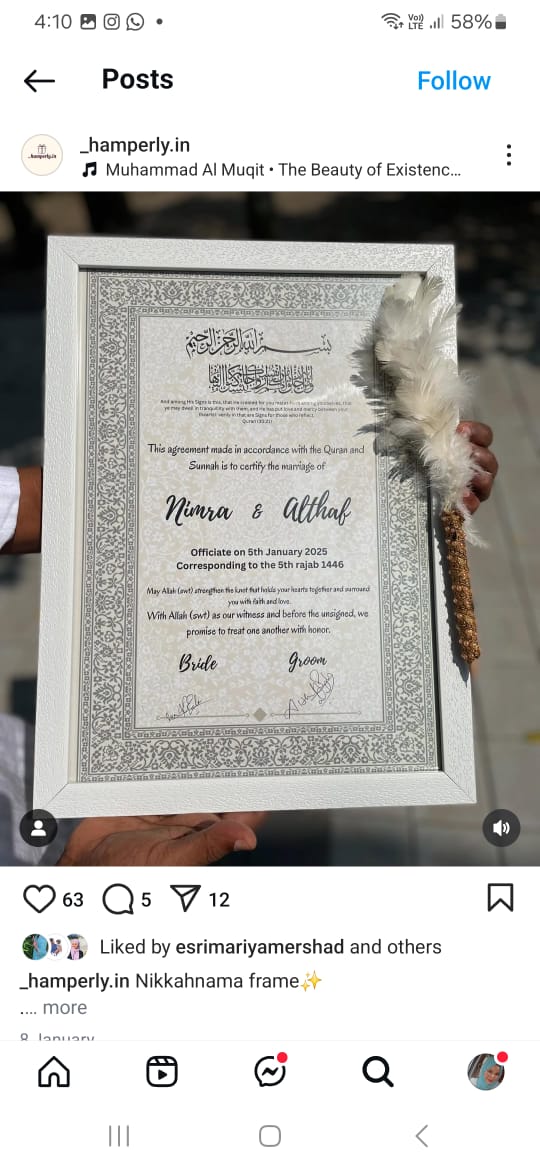 4:10
Vo))
LTE
58%
Posts
Follow
_hamperly.in
Muhammad Al Muqit • The Beauty of Existenc...
بسم الله الرحمن الرحيم
And among His Signs is this, that He created for you mates from among yourselves, that
ye may dwell in tranquility with them, and He has put love and mercy between your
(hearts): verily in that are Signs for those who reflect.
Quran (30:21)
This agreement made in accordance with the Quran and
Sunnah is to certify the marriage of
Nimra & Althaf
Officiate on 5th January 2025
Corresponding to the 5th rajab 1446
May Allah (swt) strengthen the knot that holds your hearts together and surround
you with faith and love.
With Allah (swt) as our witness and before the unsigned, we
promise to treat one another with honor.
Bride
groom
63
5
12
Liked by esrimariyamershad and others
_hamperly.in Nikkahnama frame✨
.... more
8 January